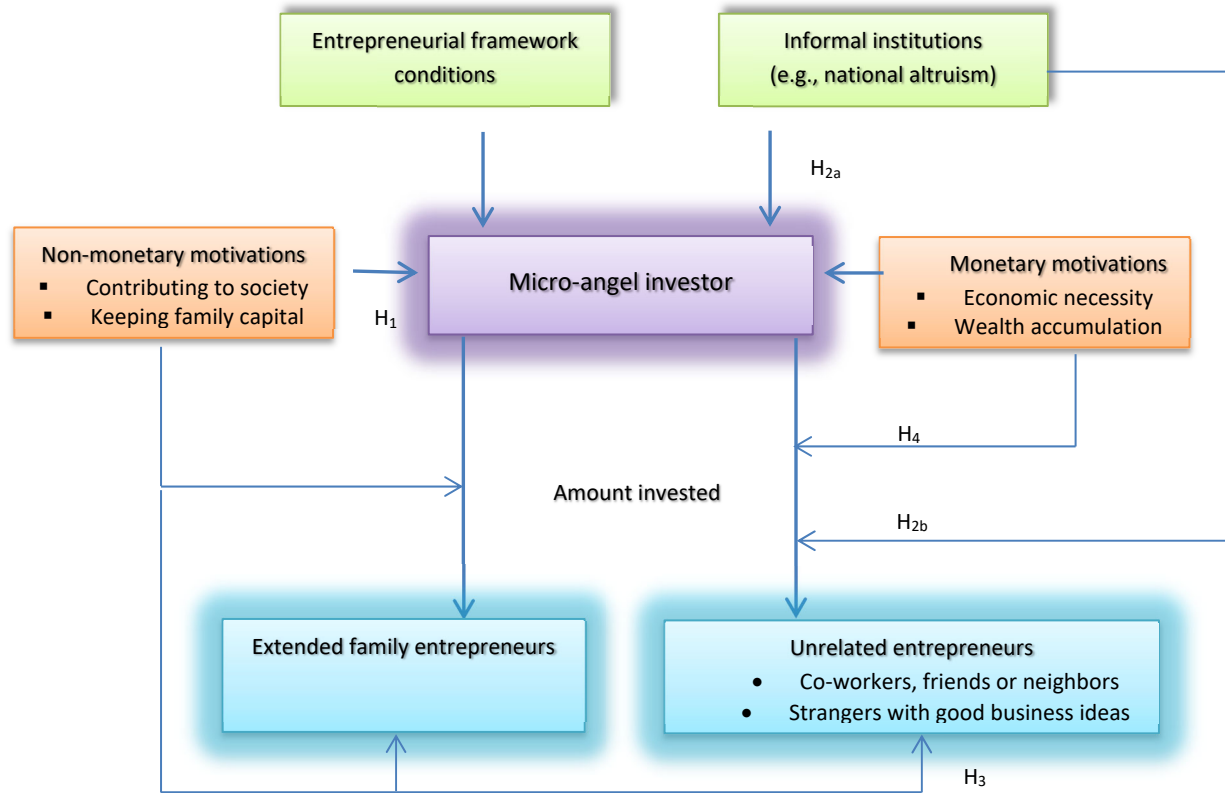 Entrepreneurial framework
conditions
Informal institutions
(e.g., national altruism)
H2a
Non-monetary motivations
▪ Contributing to society
▪ Keeping family capital
H1
Micro-angel investor
Monetary motivations
▪ Economic necessity
▪ Wealth accumulation
H4
Amount invested
H2b
Extended family entrepreneurs
Unrelated entrepreneurs
• Co-workers, friends or neighbors
• Strangers with good business ideas
H3